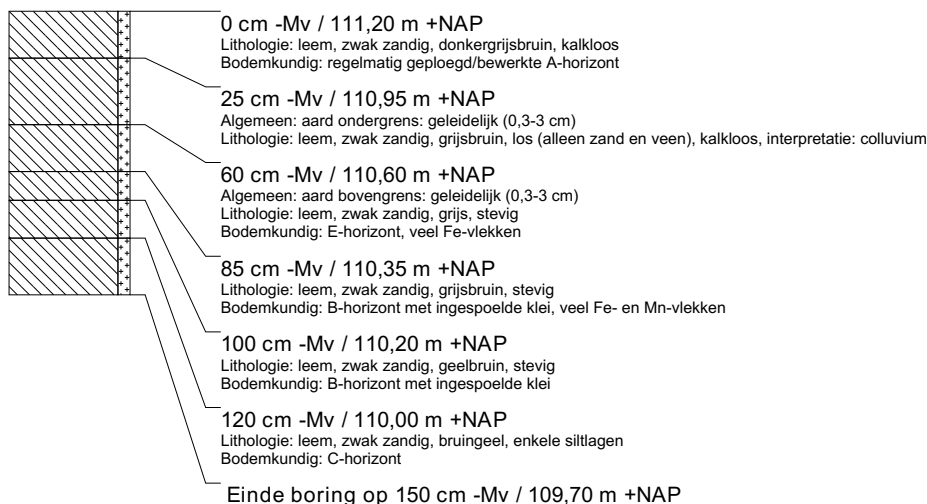 0 cm -Mv / 111,20 m +NAP
Lithologie: leem, zwak zandig, donkergrijsbruin, kalkloos
Bodemkundig: regelmatig geploegd/bewerkte A-horizont
25 cm -Mv / 110,95 m +NAP
Algemeen: aard ondergrens: geleidelijk (0,3-3 cm)
Lithologie: leem, zwak zandig, grijsbruin, los (alleen zand en veen), kalkloos, interpretatie: colluvium
60 cm -Mv / 110,60 m +NAP
Algemeen: aard bovengrens: geleidelijk (0,3-3 cm)
Lithologie: leem, zwak zandig, grijs, stevig
Bodemkundig: E-horizont, veel Fe-vlekken
85 cm -Mv / 110,35 m +NAP
Lithologie: leem, zwak zandig, grijsbruin, stevig
Bodemkundig: B-horizont met ingespoelde klei, veel Fe- en Mn-vlekken
100 cm -Mv / 110,20 m +NAP
Lithologie: leem, zwak zandig, geelbruin, stevig
Bodemkundig: B-horizont met ingespoelde klei
120 cm -Mv / 110,00 m +NAP
Lithologie: leem, zwak zandig, bruingeel, enkele siltlagen
Bodemkundig: C-horizont
Einde boring op 150 cm -Mv / 109,70 m +NAP